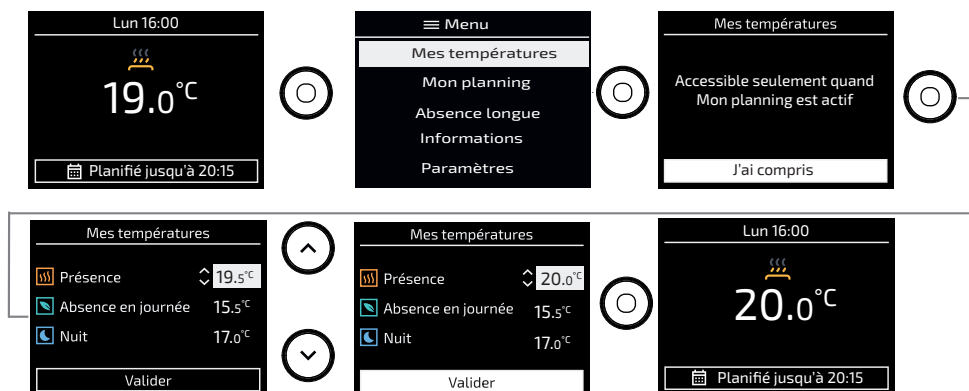 Lun 16:00
19.0°C
Planifié jusqu'à 20:15
Menu
Mes températures
Mon planning
Absence longue
Informations
Paramètres
Mes températures
Accessible seulement quand
Mon planning est actif
J'ai compris
Mes températures
Présence 19.5°C
Absence en journée 15.5°C
Nuit 17.0°C
Valider
Mes températures
Présence 20.0°C
Absence en journée 15.5°C
Nuit 17.0°C
Valider
Lun 16:00
20.0°C
Planifié jusqu'à 20:15